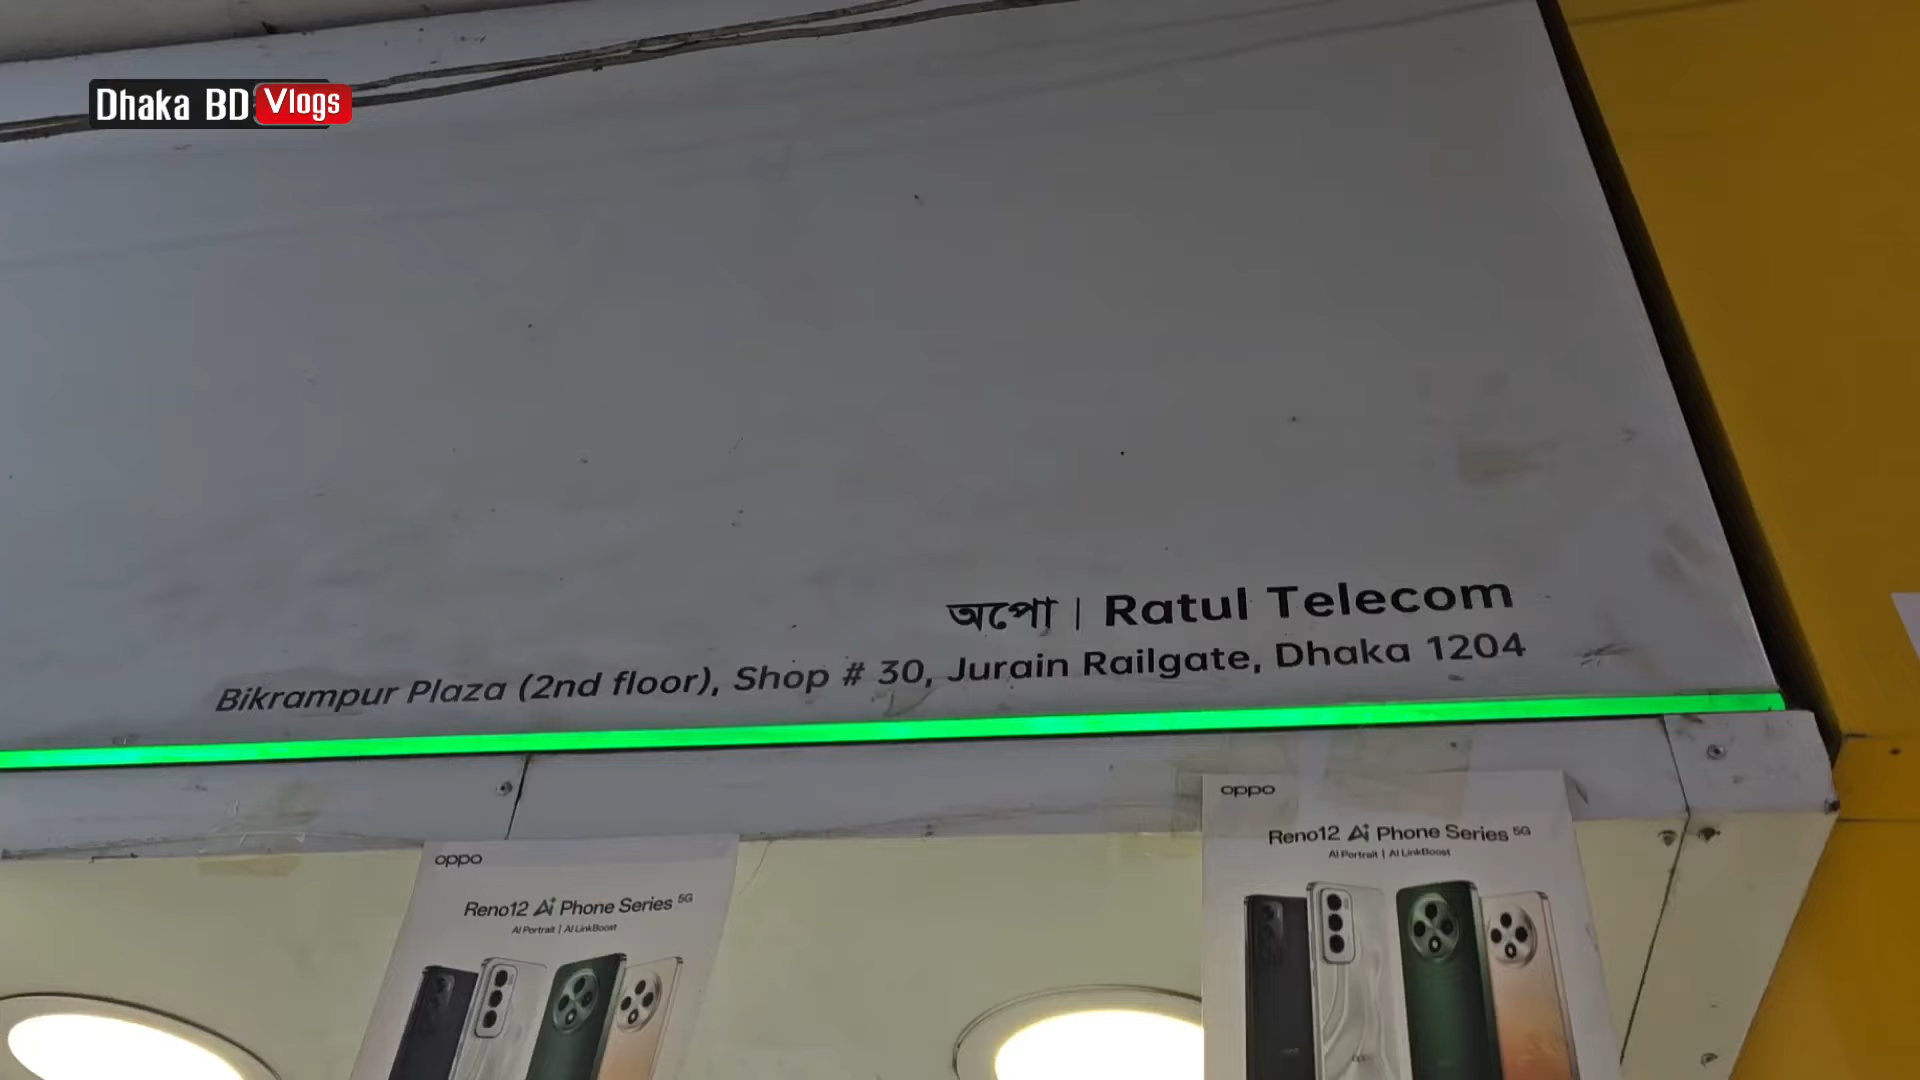 Dhaka BD Vlogs
অপো | Ratul Telecom
Bikrampur Plaza (2nd floor), Shop # 30, Jurain Railgate, Dhaka 1204
oppo
Reno12 Ai Phone Series 5G
AI Portrait | AI LinkBoost
oppo
Reno12 Ai Phone Series 5G
AI Portrait | AI LinkBoost